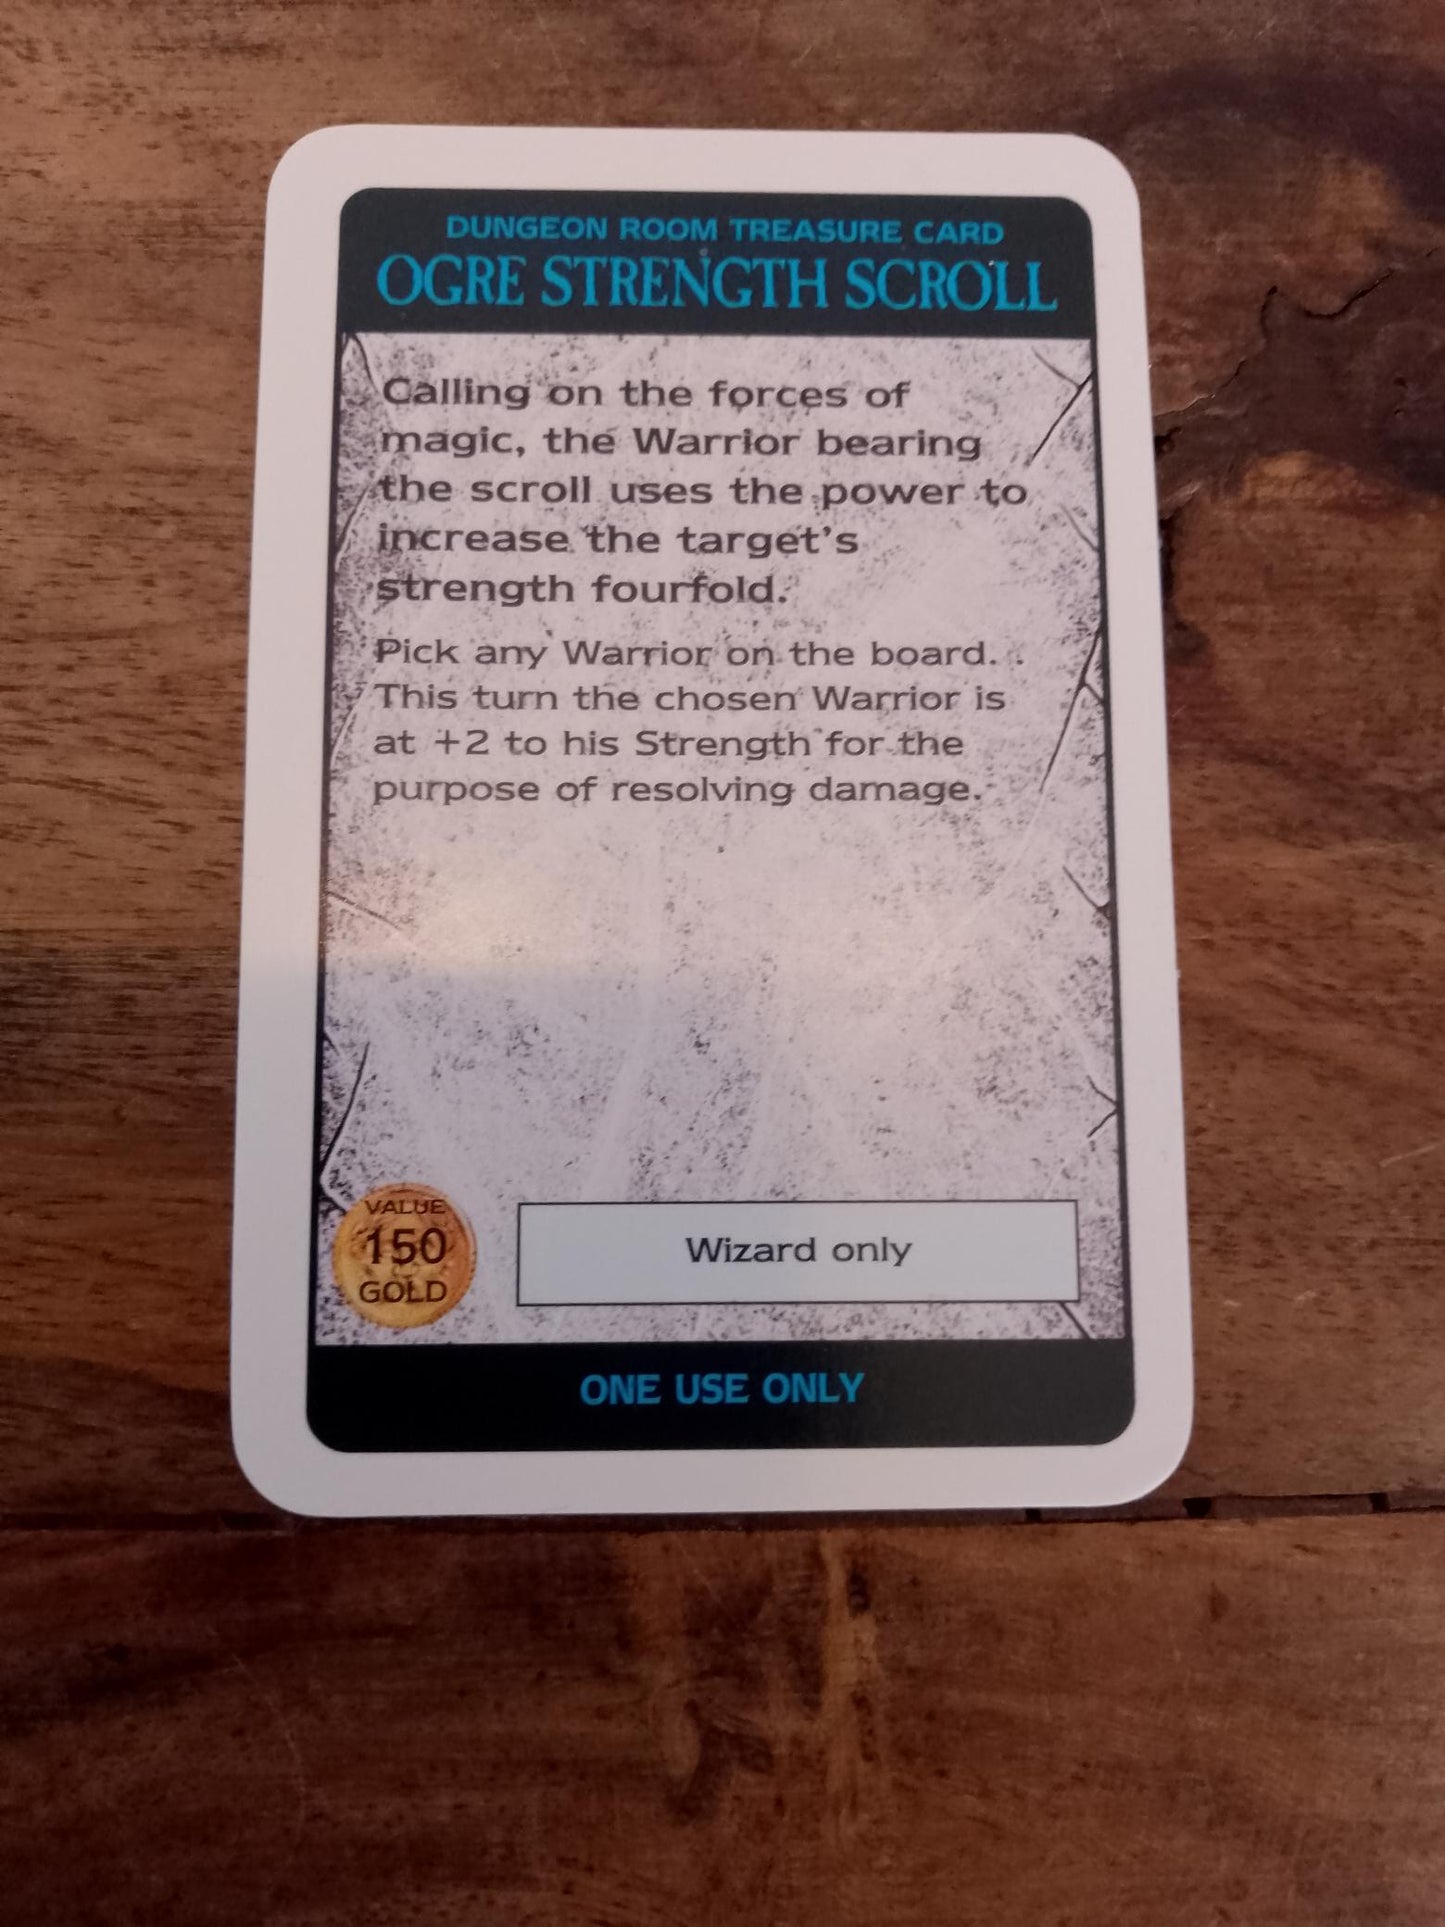 DUNGEON ROOM TREASURE CARD
OGRE STRENGTH SCROLL
Calling on the forces of
magic, the Warrior bearing
the scroll uses the power to
increase the target's
strength fourfold.
Pick any Warrior on the board.
This turn the chosen Warrior is
at +2 to his Strength for the
purpose of resolving damage.
VALUE
150
GOLD
Wizard only
ONE USE ONLY